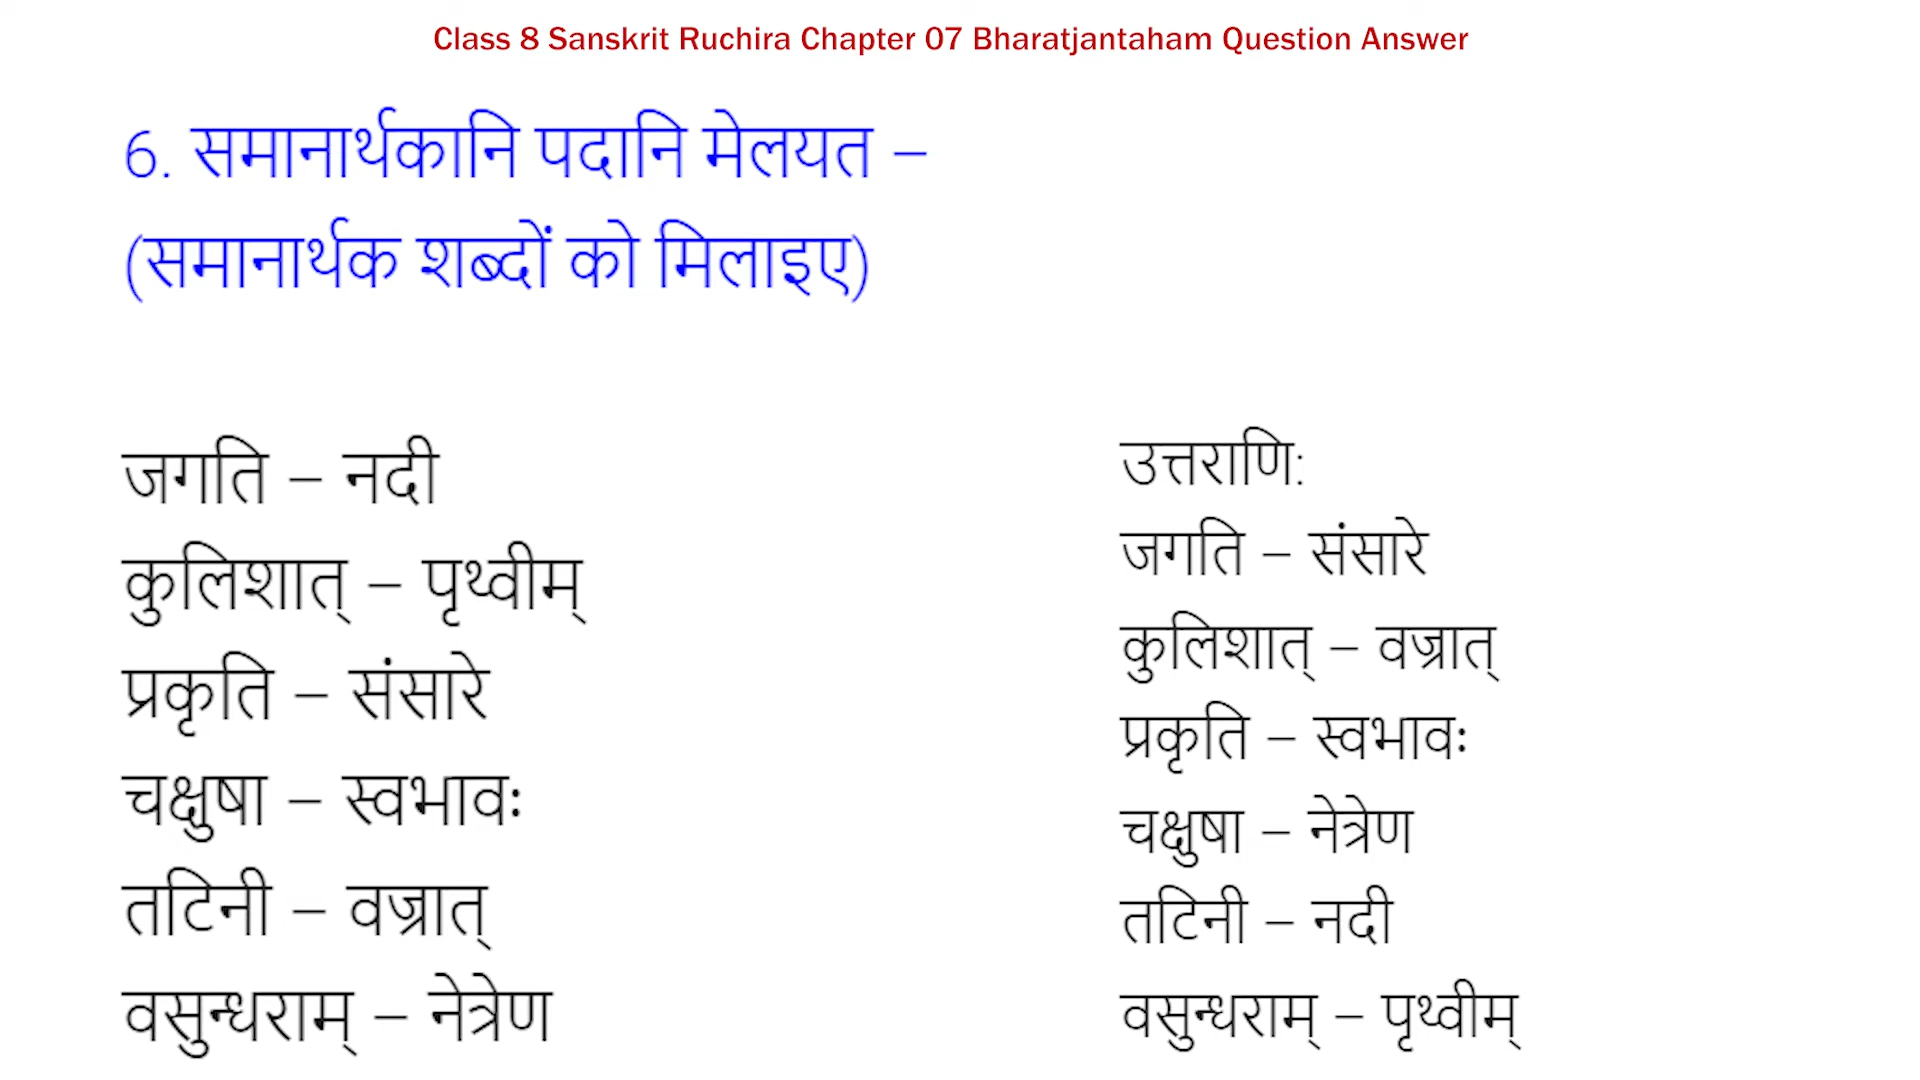 Class 8 Sanskrit Ruchira Chapter 07 Bharatjantaham Question Answer
6. समानार्थकानि पदानि मेलयत –
(समानार्थक शब्दों को मिलाइए)
जगति – नदी
कुलिशात् – पृथ्वीम्
प्रकृति – संसारे
चक्षुषा – स्वभावः
तटिनी – वज्रात्
वसुन्धराम् – नेत्रेण
उत्तराणि:
जगति – संसारे
कुलिशात् – वज्रात्
प्रकृति – स्वभावः
चक्षुषा – नेत्रेण
तटिनी – नदी
वसुन्धराम् – पृथ्वीम्